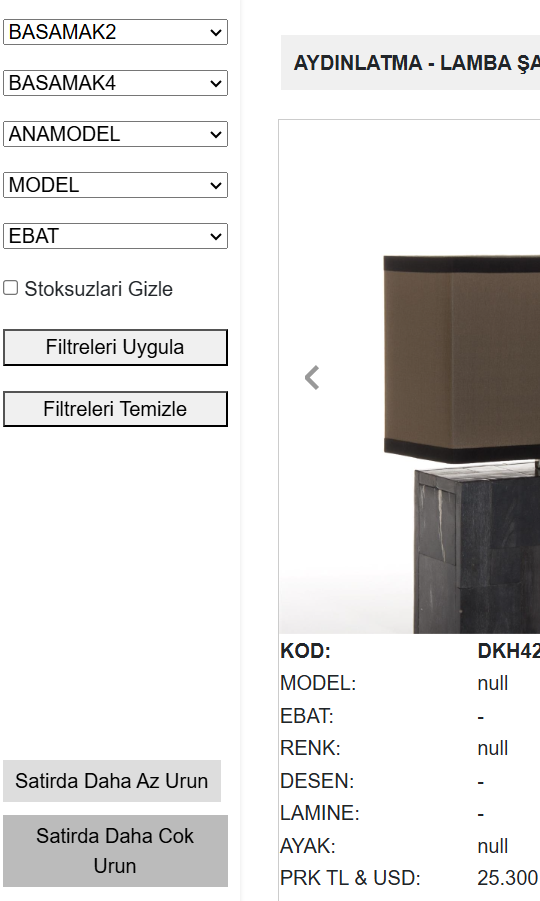 BASAMAK2
BASAMAK4
ANAMODEL
MODEL
EBAT
Stoksuzlari Gizle
Filtreleri Uygula
Filtreleri Temizle
Satirda Daha Az Urun
Satirda Daha Cok
Urun
AYDINLATMA - LAMBA ŞA
KOD: DKH42
MODEL: null
EBAT: -
RENK: null
DESEN: -
LAMINE: -
AYAK: null
PRK TL & USD: 25.300